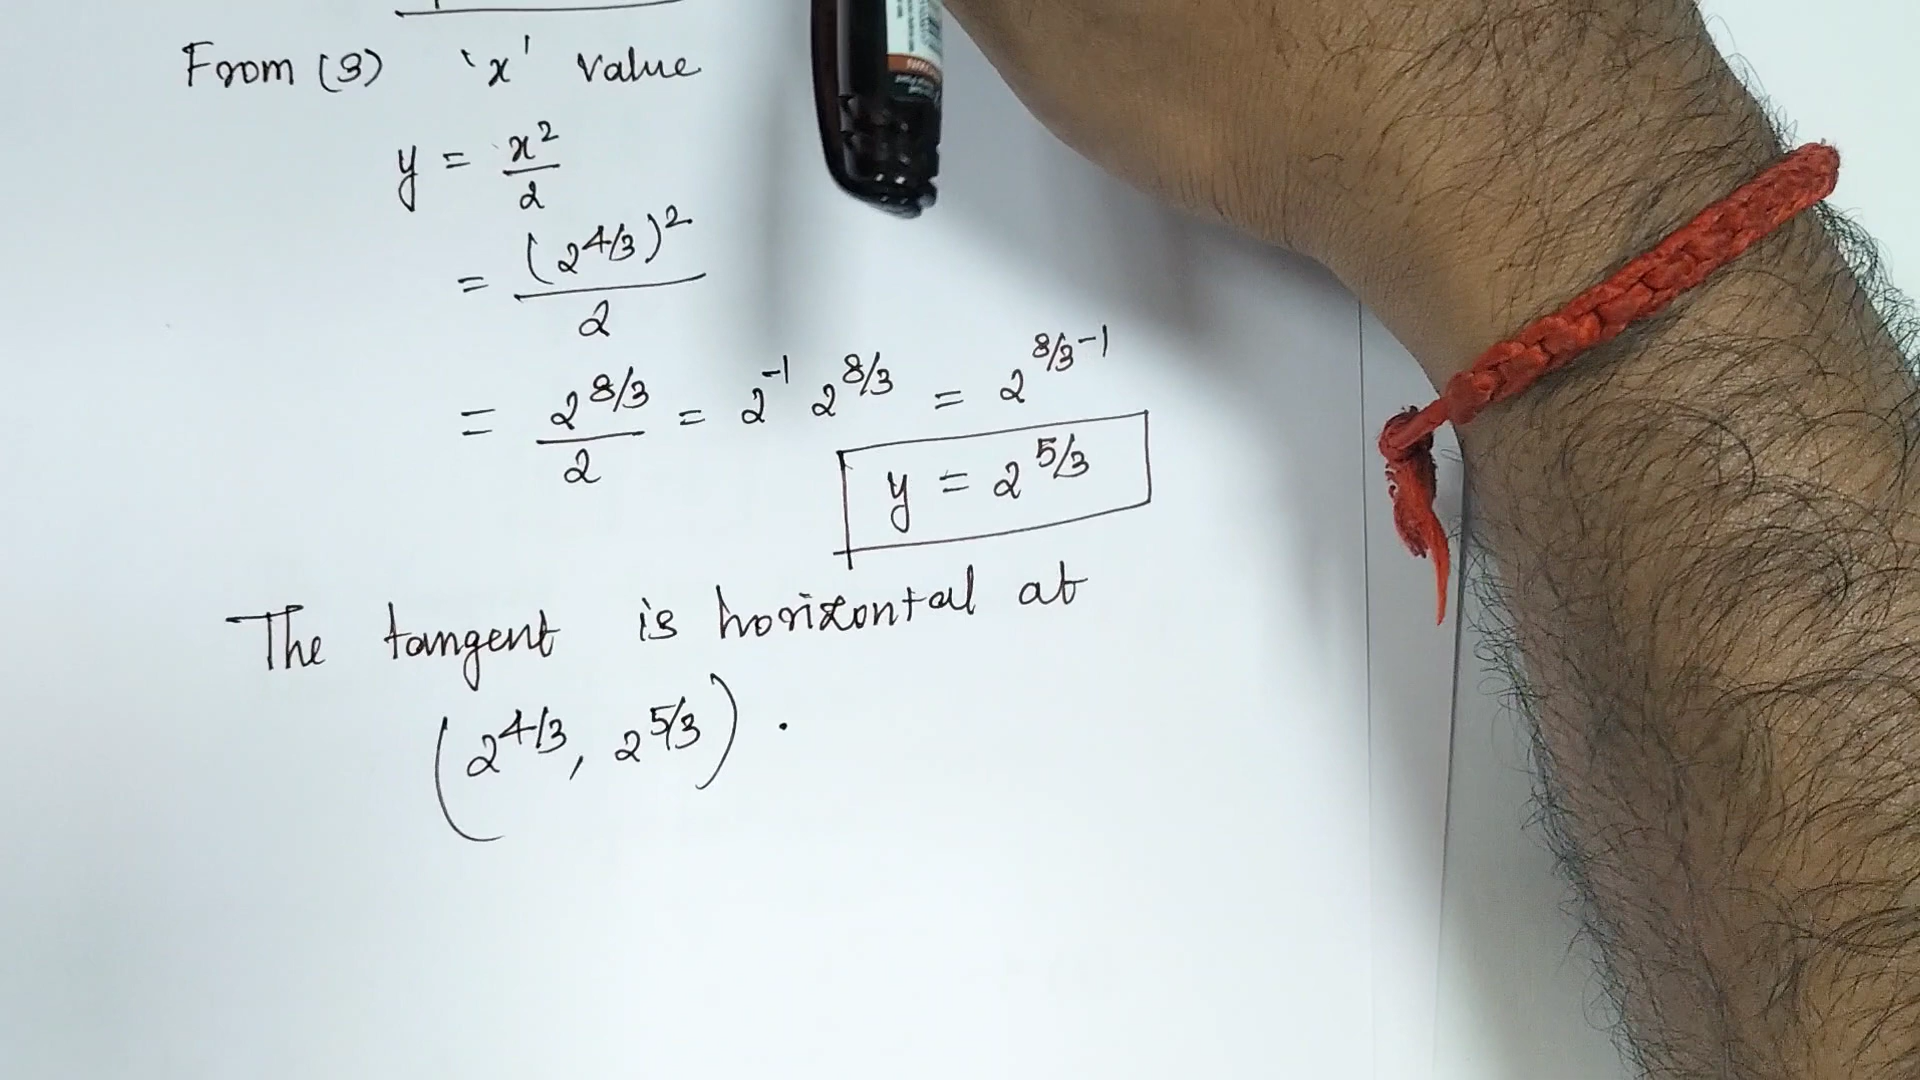 From (3) 'x' value
y = x²/2
= (2^4/3)²/2
= 2^8/3/2 = 2^-1 2^8/3 = 2^8/3-1
y = 2^5/3
The tangent is horizontal at
(2^4/3, 2^5/3).